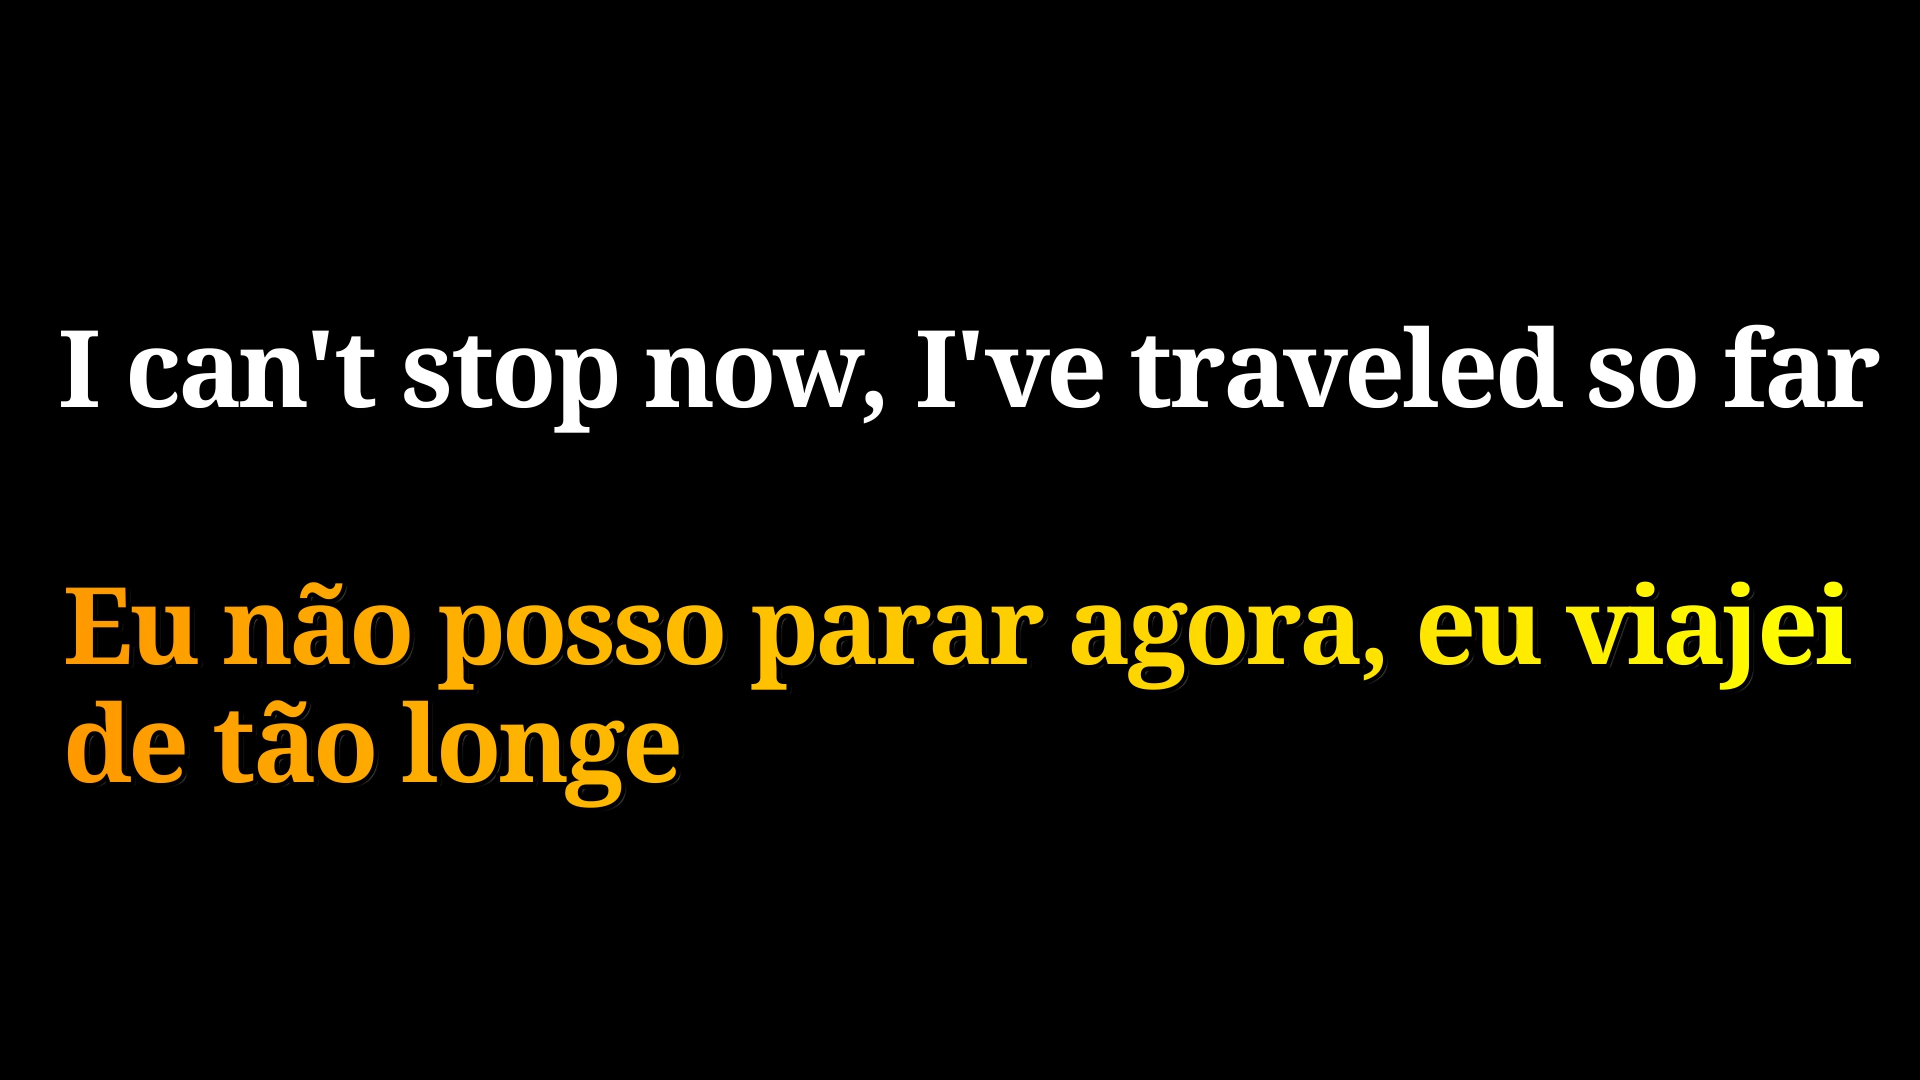 I can't stop now, I've traveled so far
Eu não posso parar agora, eu viajei
de tão longe